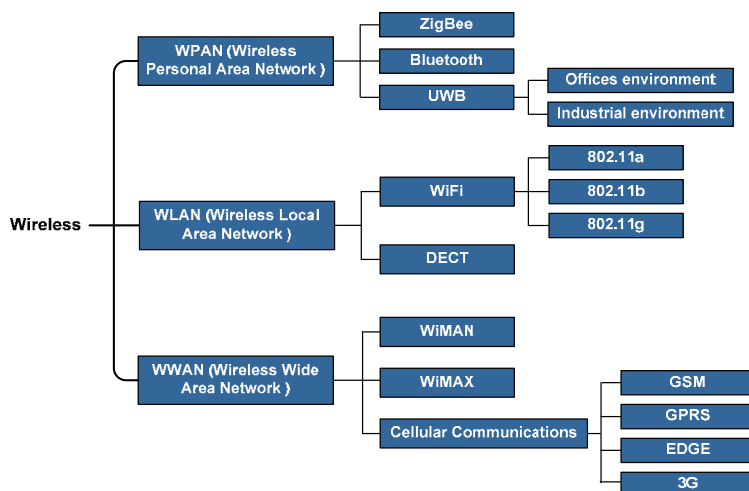 Wireless
WPAN (Wireless
Personal Area Network )
ZigBee
Bluetooth
UWB
Offices environment
Industrial environment
WLAN (Wireless Local
Area Network )
WiFi
802.11a
802.11b
802.11g
DECT
WWAN (Wireless Wide
Area Network )
WiMAN
WiMAX
Cellular Communications
GSM
GPRS
EDGE
3G